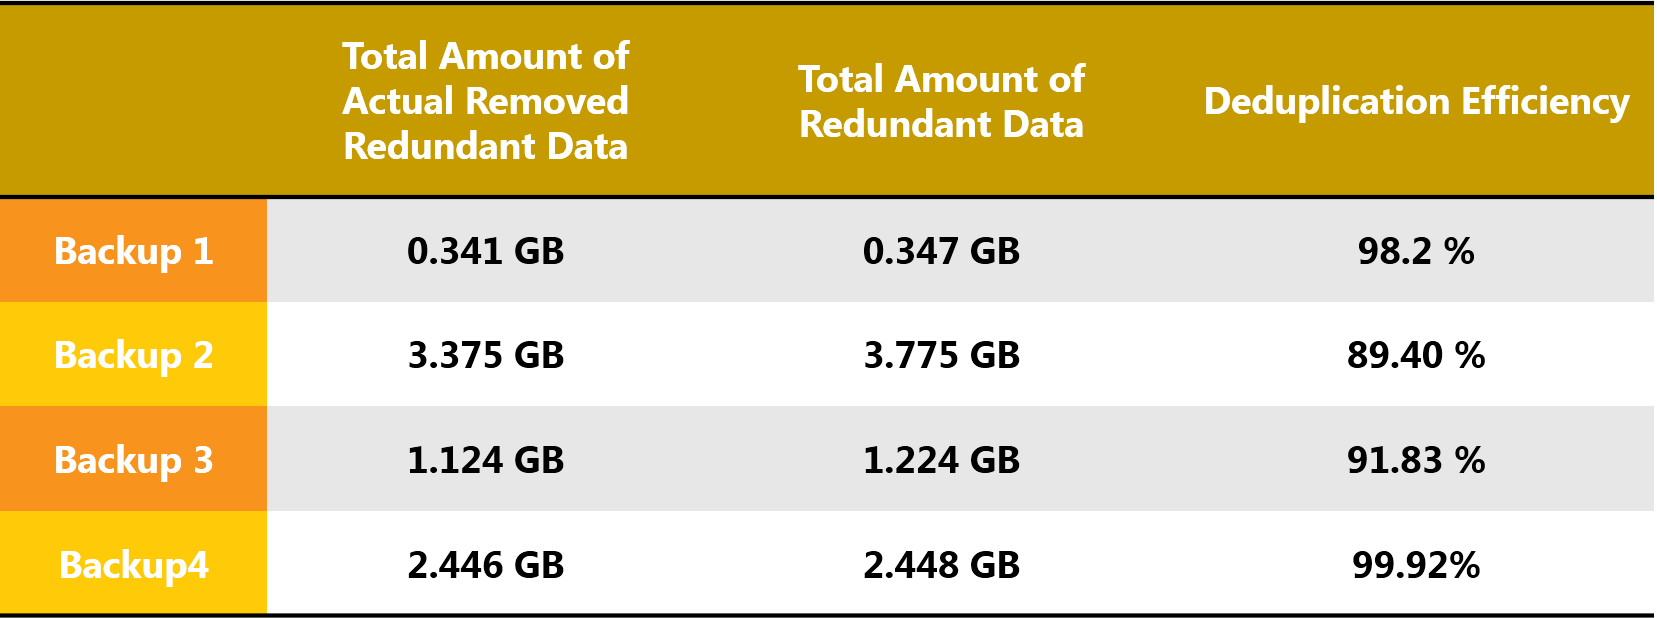 Total Amount of
Actual Removed
Redundant Data
Total Amount of
Redundant Data
Deduplication Efficiency
Backup 1 0.341 GB 0.347 GB 98.2 %
Backup 2 3.375 GB 3.775 GB 89.40 %
Backup 3 1.124 GB 1.224 GB 91.83 %
Backup4 2.446 GB 2.448 GB 99.92%